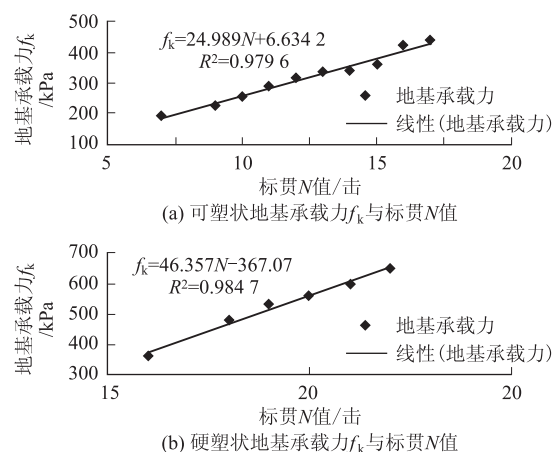 500
400
300
200
100
地基承载力fk
/kPa
fk=24.989N+6.634 2
R²=0.979 6
地基承载力
线性(地基承载力)
5 10 15 20
标贯N值/击
(a) 可塑状地基承载力fk与标贯N值
700
600
500
400
300
地基承载力fk
/kPa
fk=46.357N−367.07
R²=0.984 7
地基承载力
线性(地基承载力)
15 20 20
标贯N值/击
(b) 硬塑状地基承载力fk与标贯N值